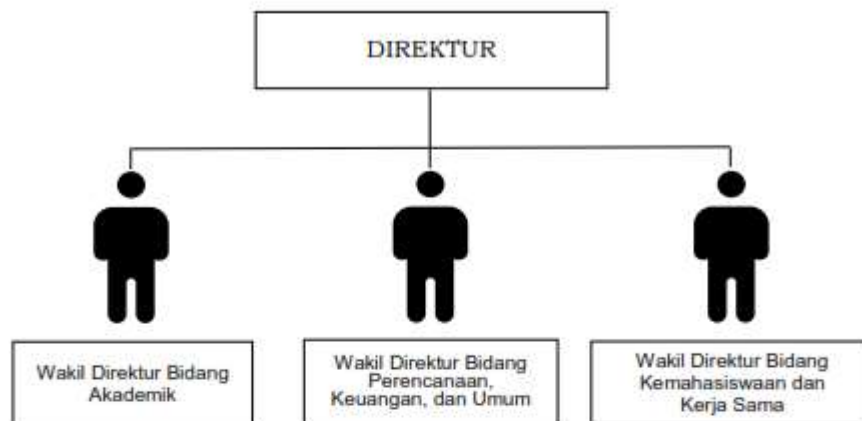 DIREKTUR
Wakil Direktur Bidang
Akademik
Wakil Direktur Bidang
Perencanaan,
Keuangan, dan Umum
Wakil Direktur Bidang
Kemahasiswaan dan
Kerja Sama